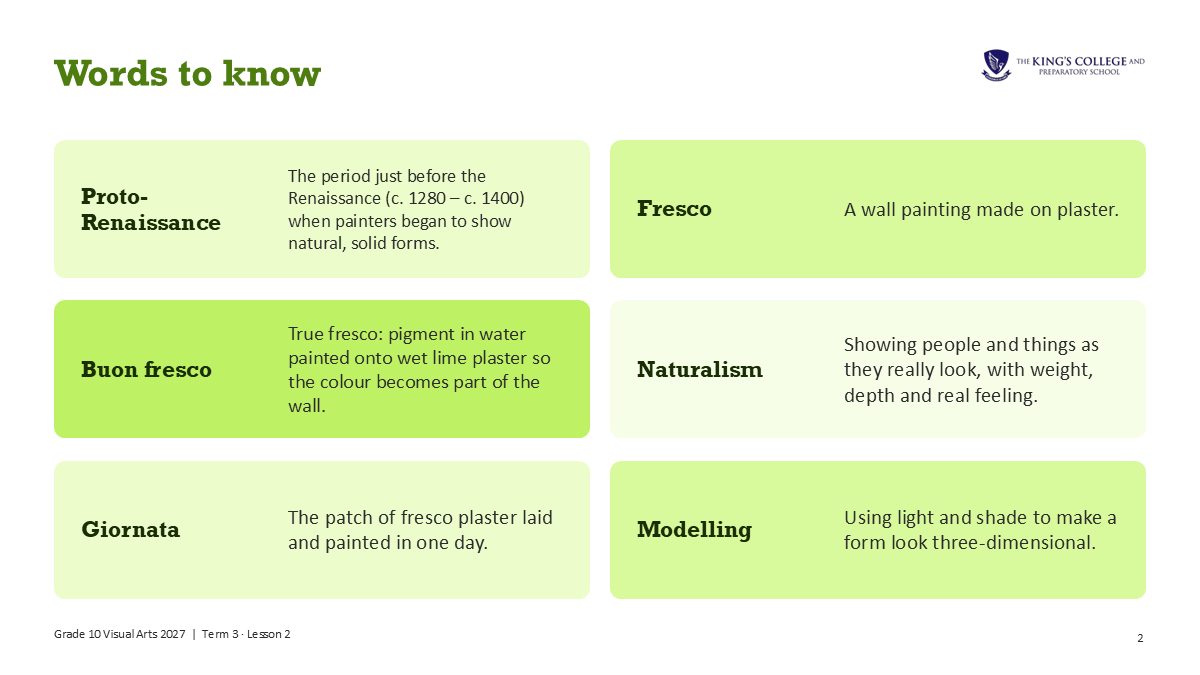 Words to know
THE KING'S COLLEGE AND
PREPARATORY SCHOOL
Proto-
Renaissance
The period just before the
Renaissance (c. 1280 – c. 1400)
when painters began to show
natural, solid forms.
Fresco
A wall painting made on plaster.
Buon fresco
True fresco: pigment in water
painted onto wet lime plaster so
the colour becomes part of the
wall.
Naturalism
Showing people and things as
they really look, with weight,
depth and real feeling.
Giornata
The patch of fresco plaster laid
and painted in one day.
Modelling
Using light and shade to make a
form look three-dimensional.
Grade 10 Visual Arts 2027 | Term 3 · Lesson 2
2